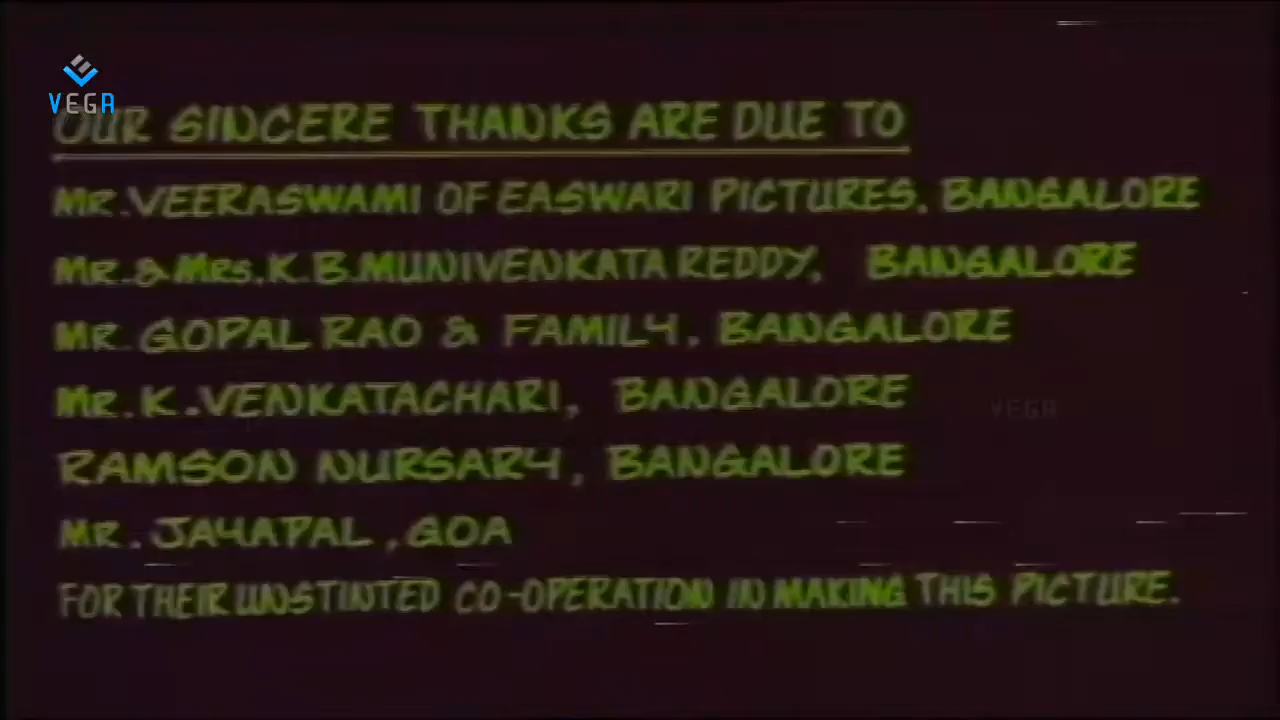 VEGA
OUR SINCERE THANKS ARE DUE TO
MR. VEERASWAMI OF EASWARI PICTURES, BANGALORE
MR. & MRS. K. B. MUNIVENKATA REDDY, BANGALORE
MR. GOPAL RAO & FAMILY, BANGALORE
MR. K. VENKATACHARI, BANGALORE
VEGA
RAMSON NURSARY, BANGALORE
MR. JAYAPAL, GOA
FOR THEIR UNSTINTED CO-OPERATION IN MAKING THIS PICTURE.